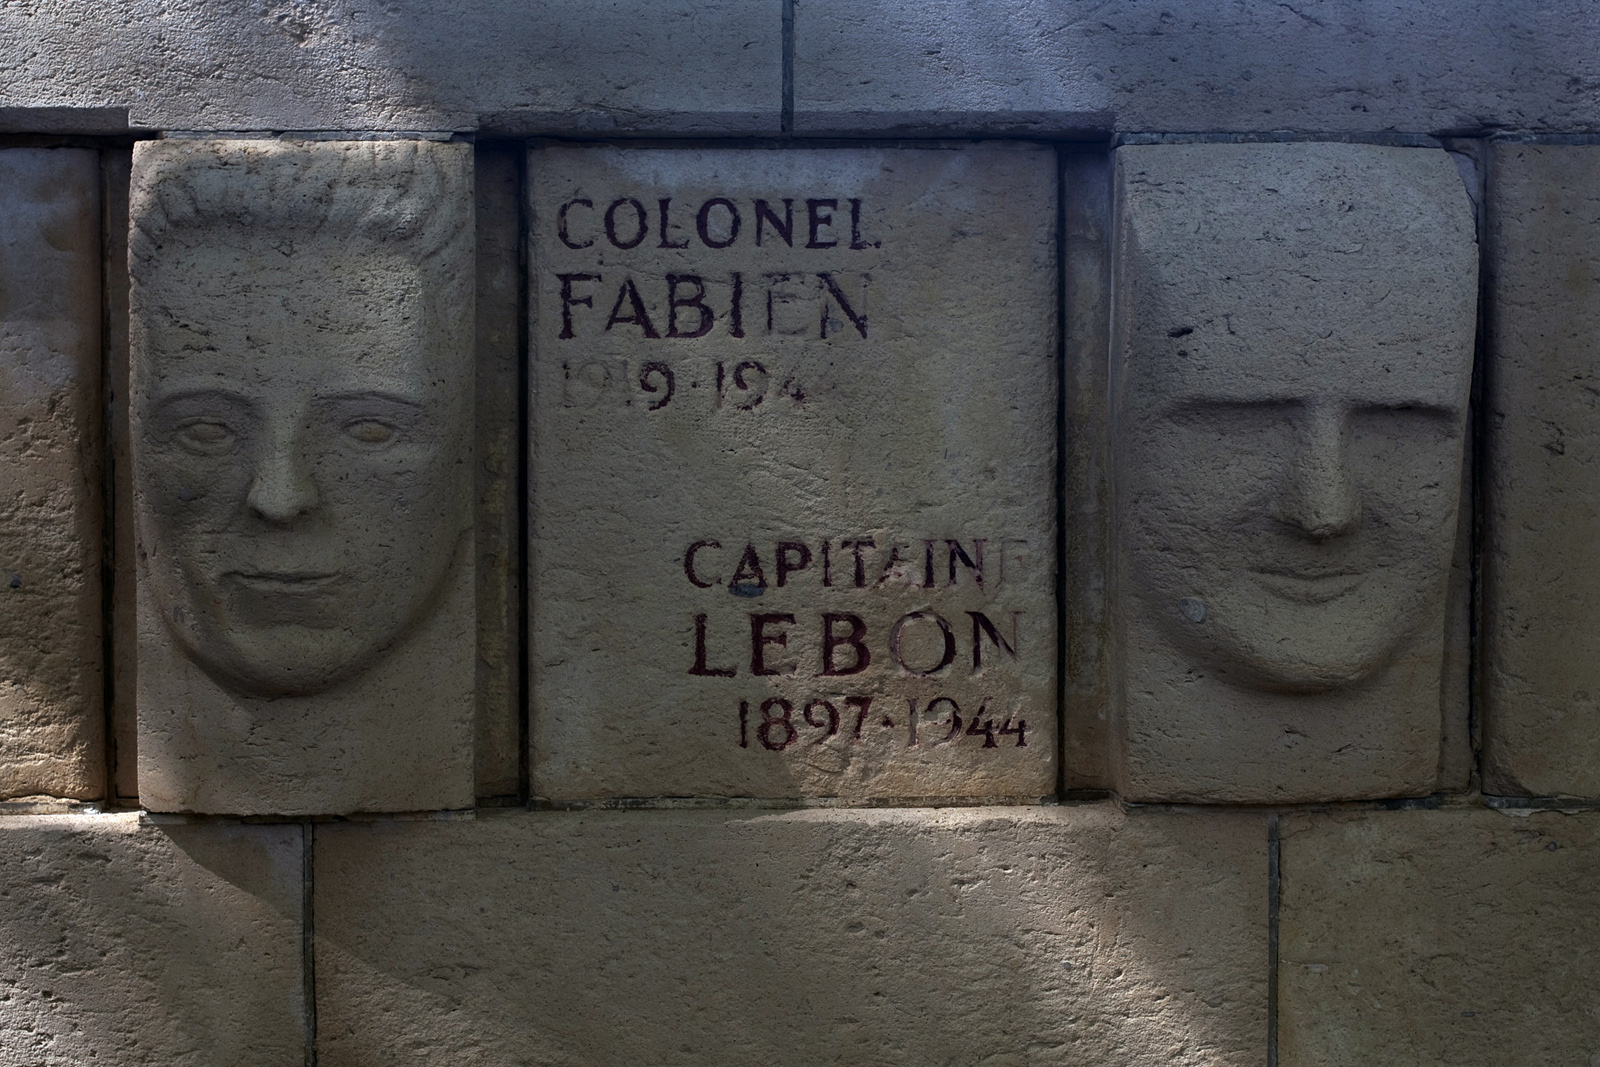 COLONEL
FABIEN
1919·194
CAPITAINE
LEBON
1897·1944